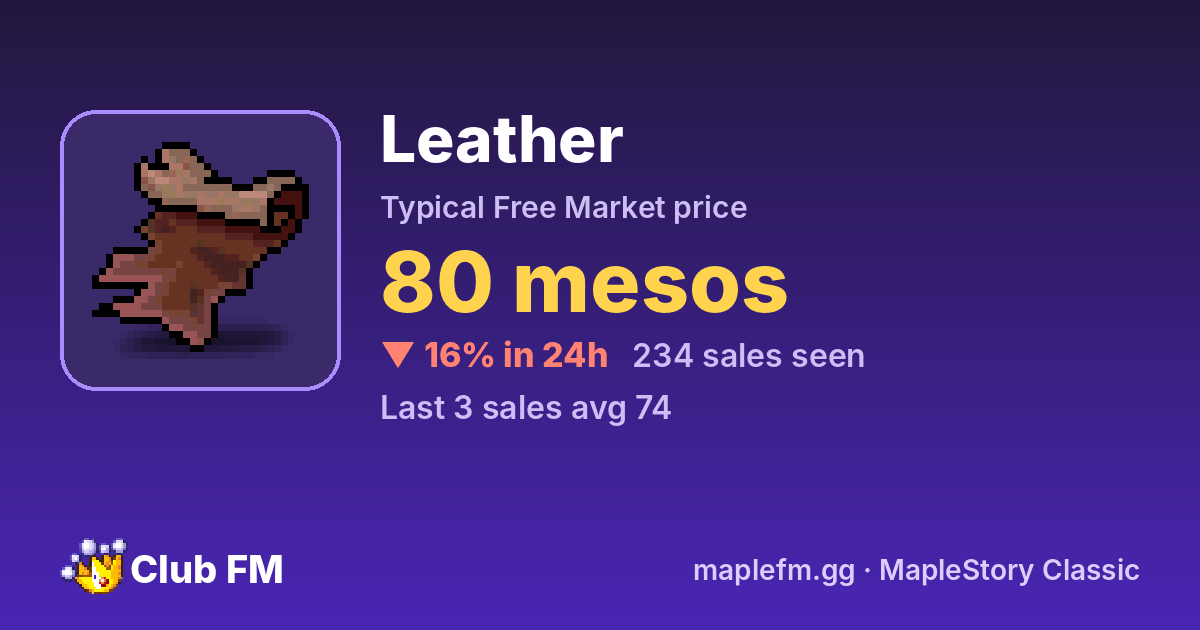 Leather
Typical Free Market price
80 mesos
▼ 16% in 24h 234 sales seen
Last 3 sales avg 74
Club FM
maplefm.gg · MapleStory Classic